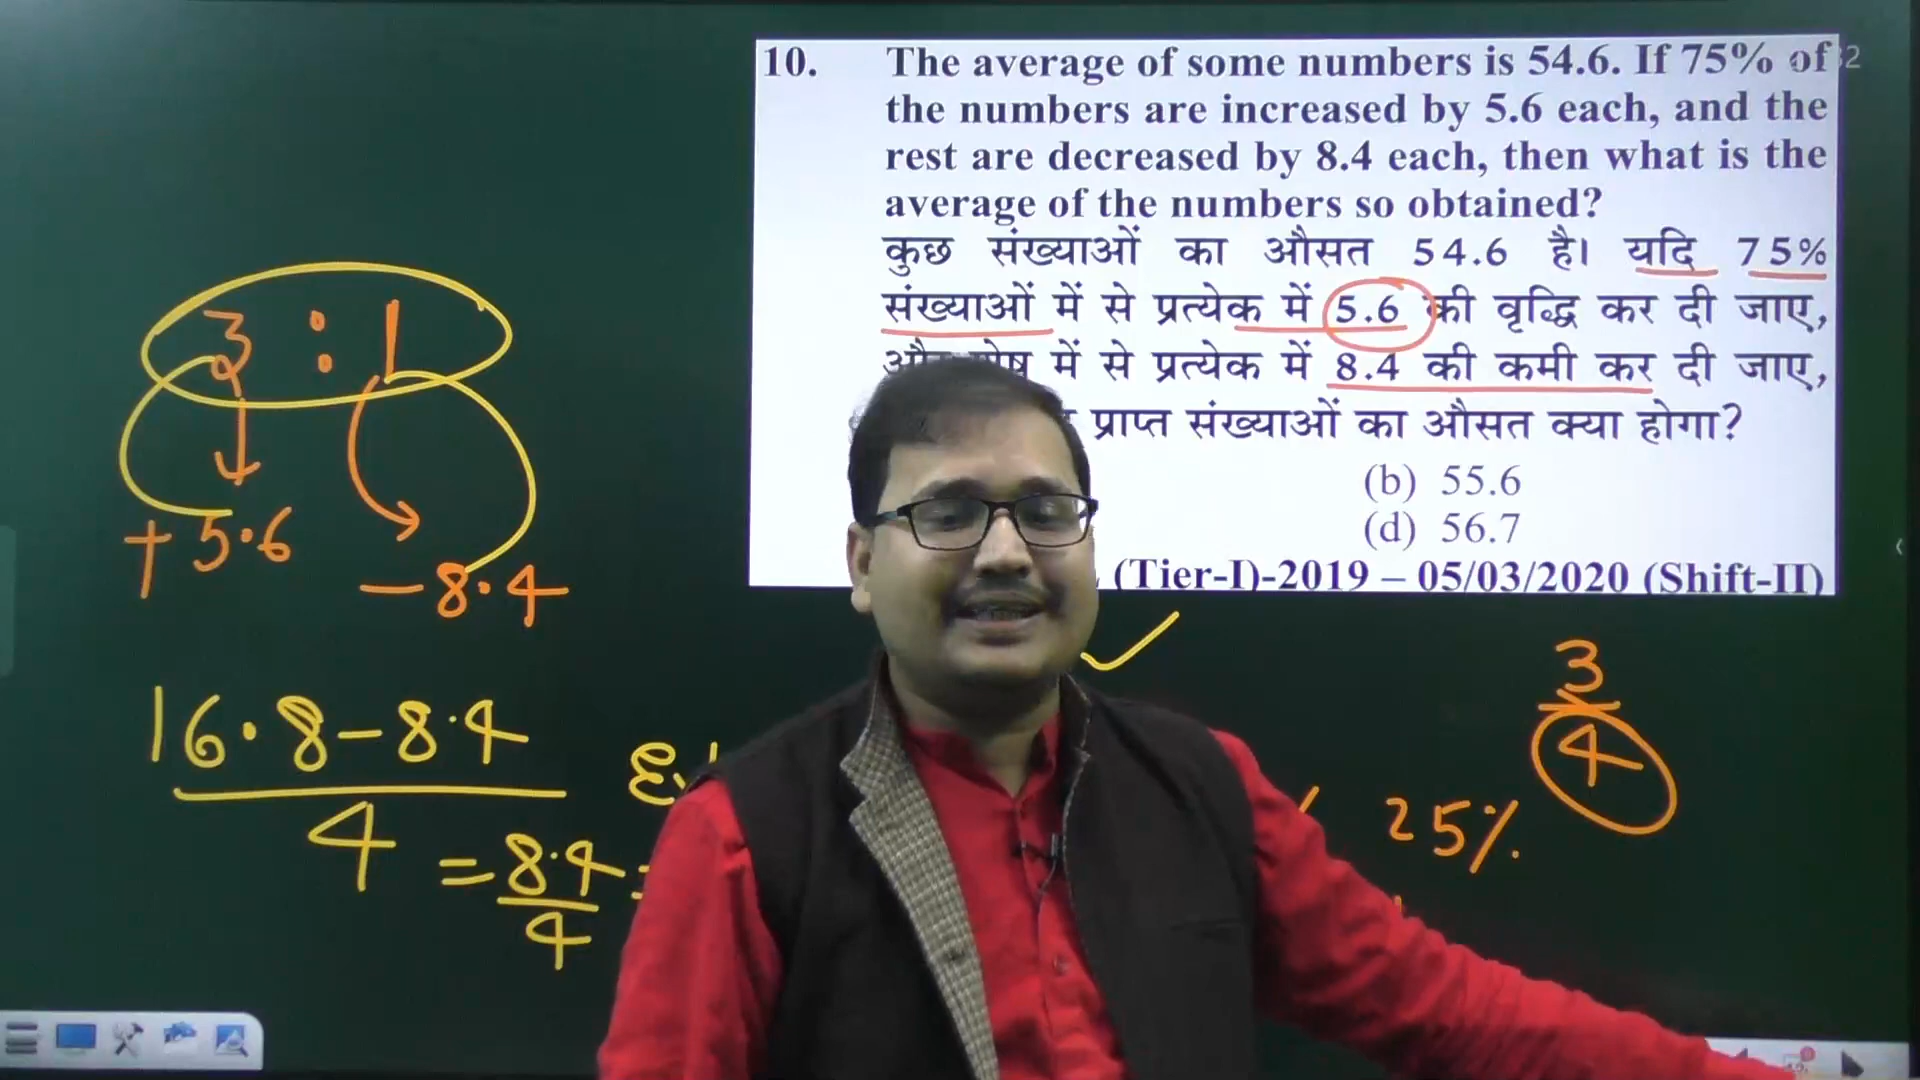 10. The average of some numbers is 54.6. If 75% of
the numbers are increased by 5.6 each, and the
rest are decreased by 8.4 each, then what is the
average of the numbers so obtained?
कुछ संख्याओं का औसत 54.6 है। यदि 75%
संख्याओं में से प्रत्येक में 5.6 की वृद्धि कर दी जाए,
में से प्रत्येक में 8.4 की कमी कर दी जाए,
प्राप्त संख्याओं का औसत क्या होगा?
(b) 55.6
(d) 56.7
(Tier-I)-2019 – 05/03/2020 (Shift-II)
3 : 1
+ 5.6
- 8.4
16.8 - 8.4
4
= 8.4
4
3
4
25%